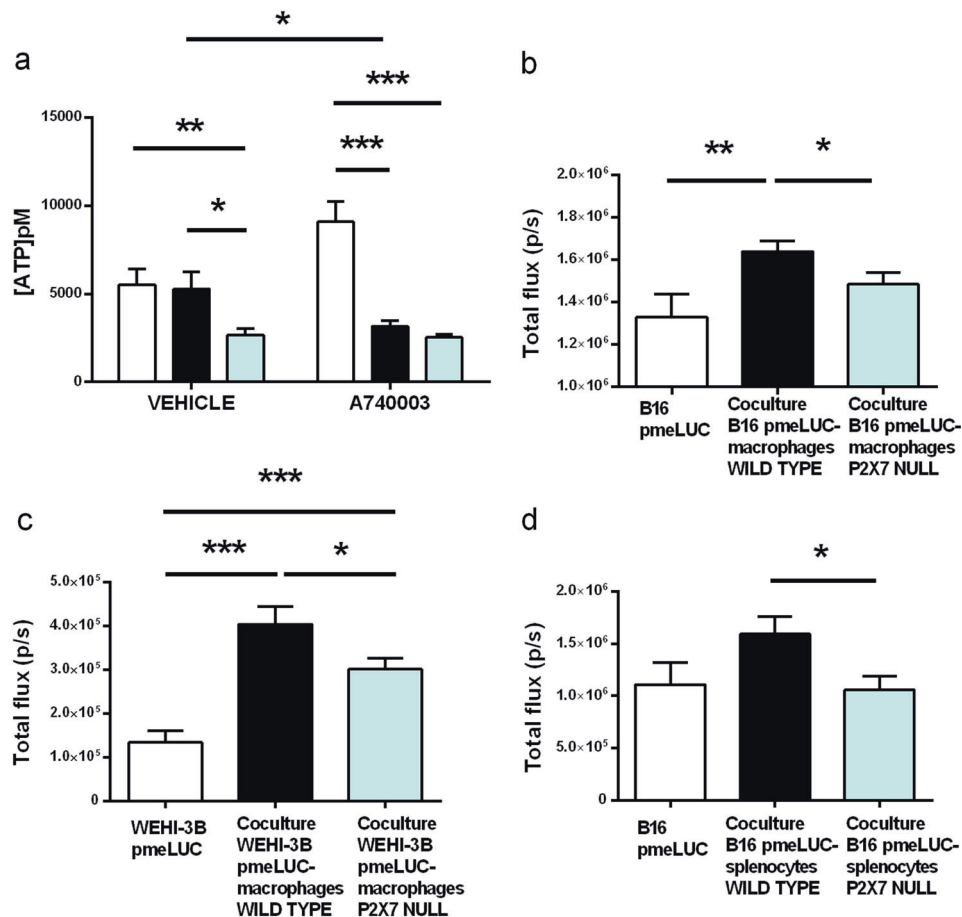 a
*
***
**
***
*
15000
10000
5000
0
[ATP]pM
VEHICLE
A740003
b
**
*
2.0×10⁶
1.8×10⁶
1.6×10⁶
1.4×10⁶
1.2×10⁶
1.0×10⁶
Total flux (p/s)
B16
pmeLUC
Coculture
B16 pmeLUC-
macrophages
WILD TYPE
Coculture
B16 pmeLUC-
macrophages
P2X7 NULL
c
***
***
*
5.0×10⁵
4.0×10⁵
3.0×10⁵
2.0×10⁵
1.0×10⁵
0
Total flux (p/s)
WEHI-3B
pmeLUC
Coculture
WEHI-3B
pmeLUC-
macrophages
WILD TYPE
Coculture
WEHI-3B
pmeLUC-
macrophages
P2X7 NULL
d
*
2.0×10⁶
1.5×10⁶
1.0×10⁶
5.0×10⁵
0
Total flux (p/s)
B16
pmeLUC
Coculture
B16 pmeLUC-
splenocytes
WILD TYPE
Coculture
B16 pmeLUC-
splenocytes
P2X7 NULL